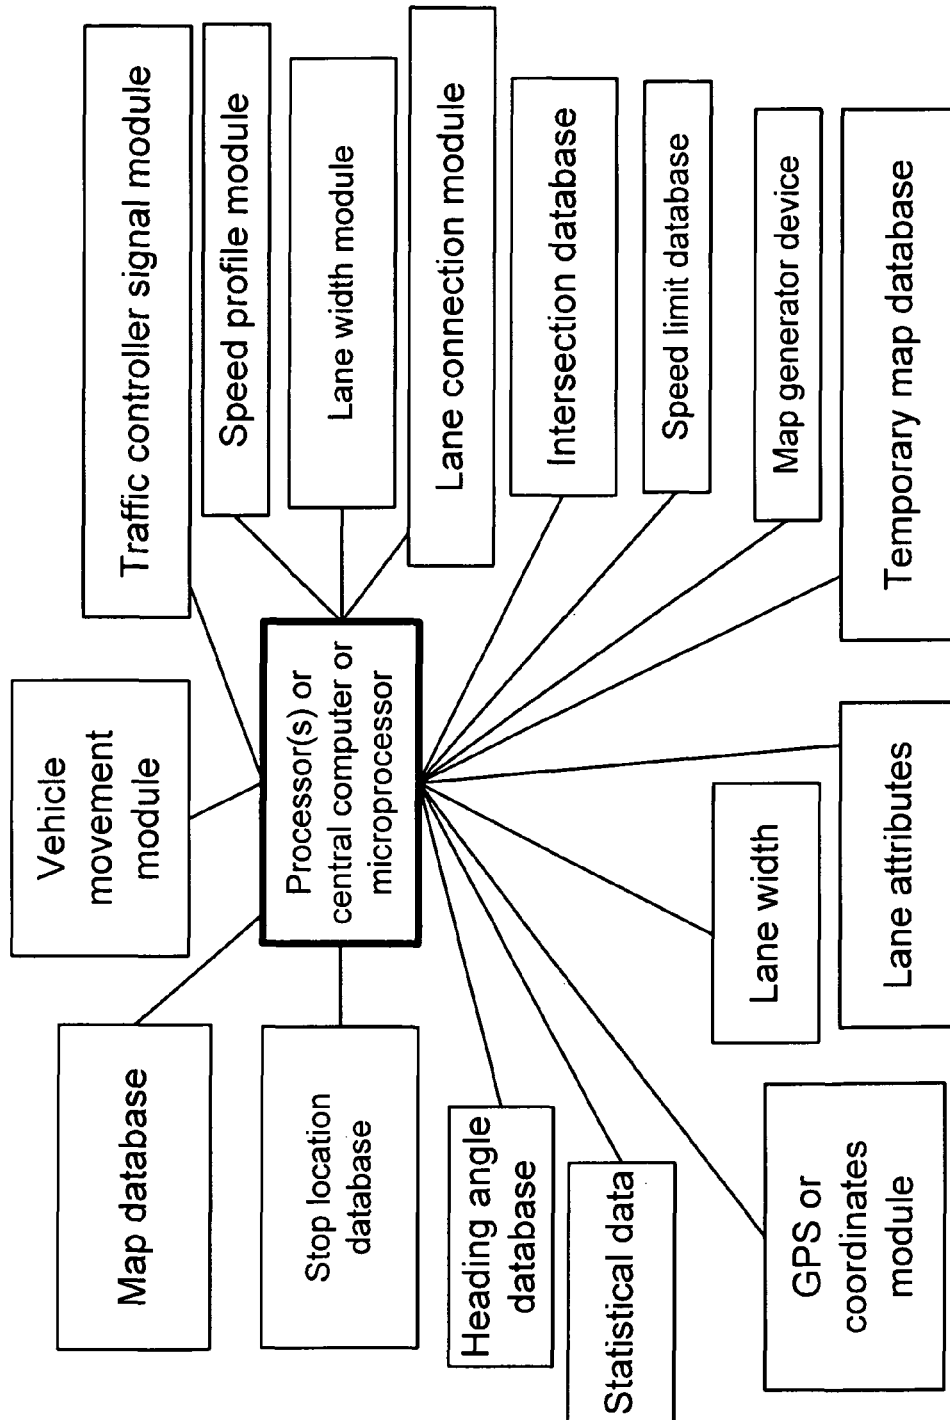 Map database
Vehicle
movement
module
Traffic controller signal module
Speed profile module
Lane width module
Lane connection module
Stop location
database
Processor(s) or
central computer or
microprocessor
Heading angle
database
Intersection database
Statistical data
Speed limit database
Lane width
Map generator device
GPS or
coordinates
module
Lane attributes
Temporary map database